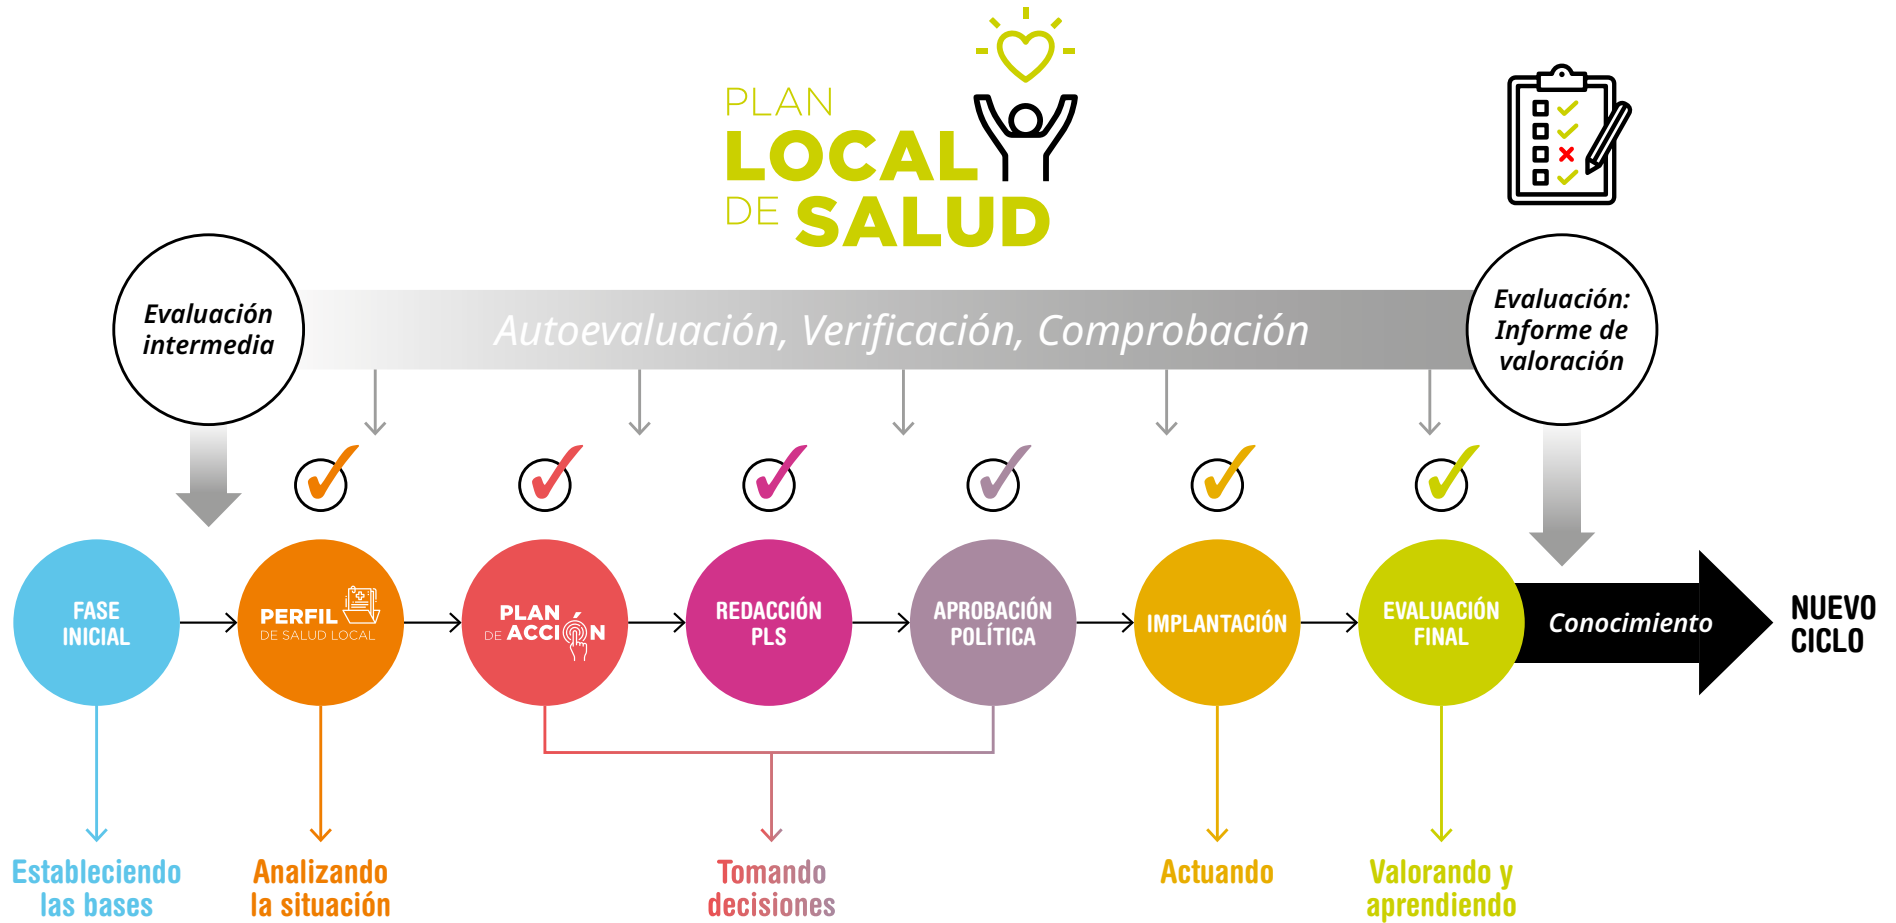 PLAN
LOCAL
DE SALUD
Evaluación
intermedia
Autoevaluación, Verificación, Comprobación
Evaluación:
Informe de
valoración
FASE
INICIAL
PERFIL
DE SALUD LOCAL
PLAN
DE ACCIÓN
REDACCIÓN
PLS
APROBACIÓN
POLÍTICA
IMPLANTACIÓN
EVALUACIÓN
FINAL
Conocimiento
NUEVO
CICLO
Estableciendo
las bases
Analizando
la situación
Tomando
decisiones
Actuando
Valorando y
aprendiendo